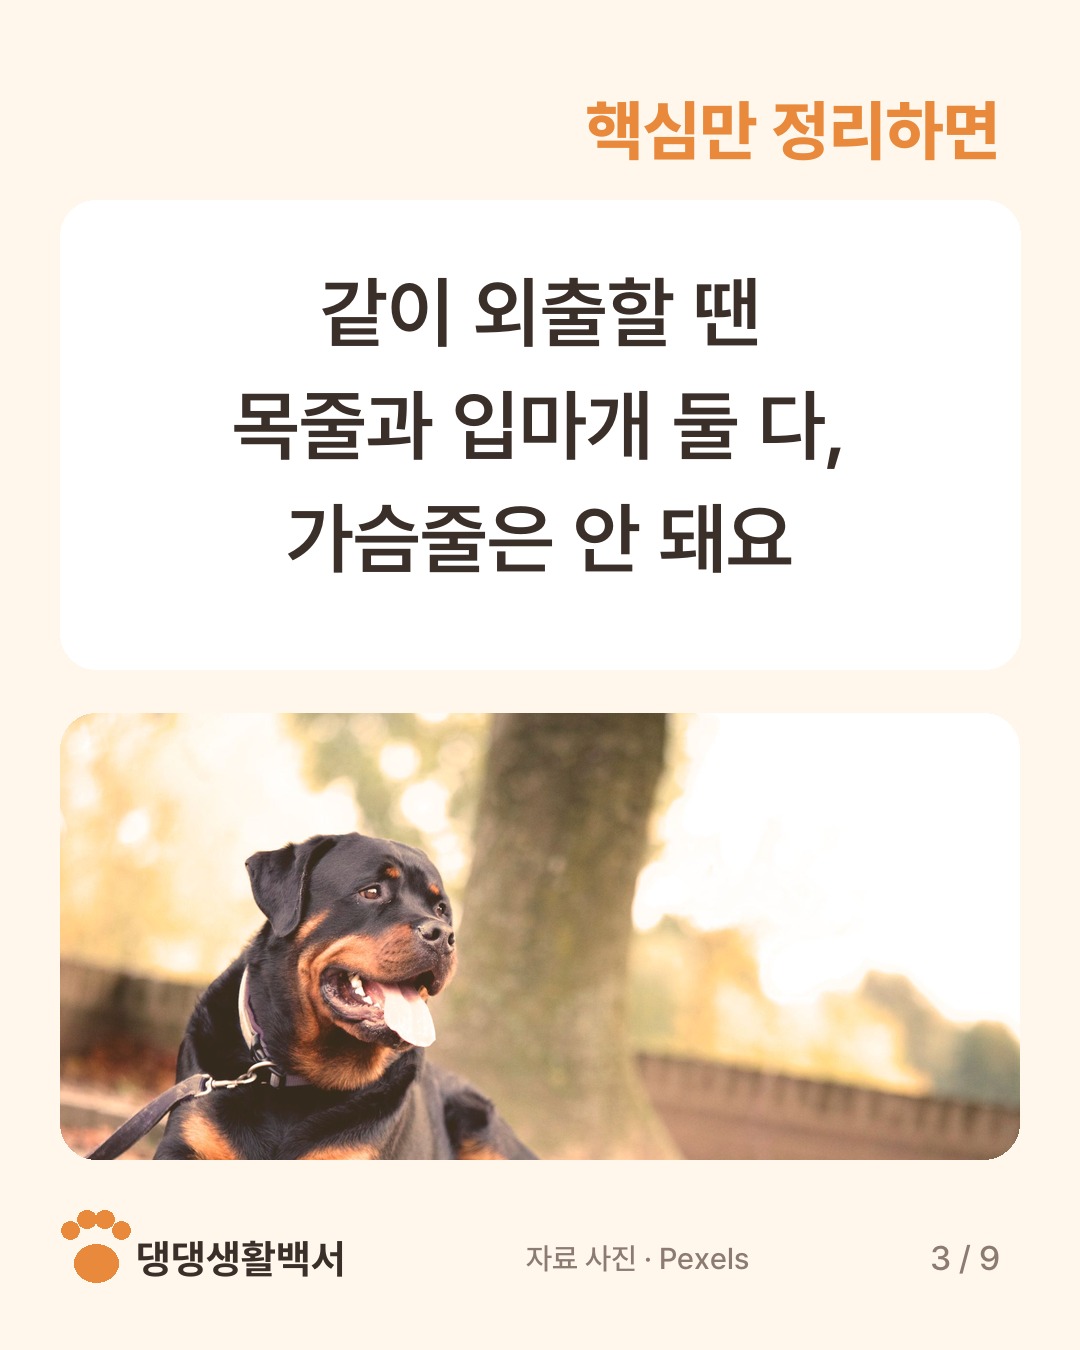 핵심만 정리하면
같이 외출할 땐
목줄과 입마개 둘 다,
가슴줄은 안 돼요
댕댕생활백서
자료 사진 · Pexels
3 / 9